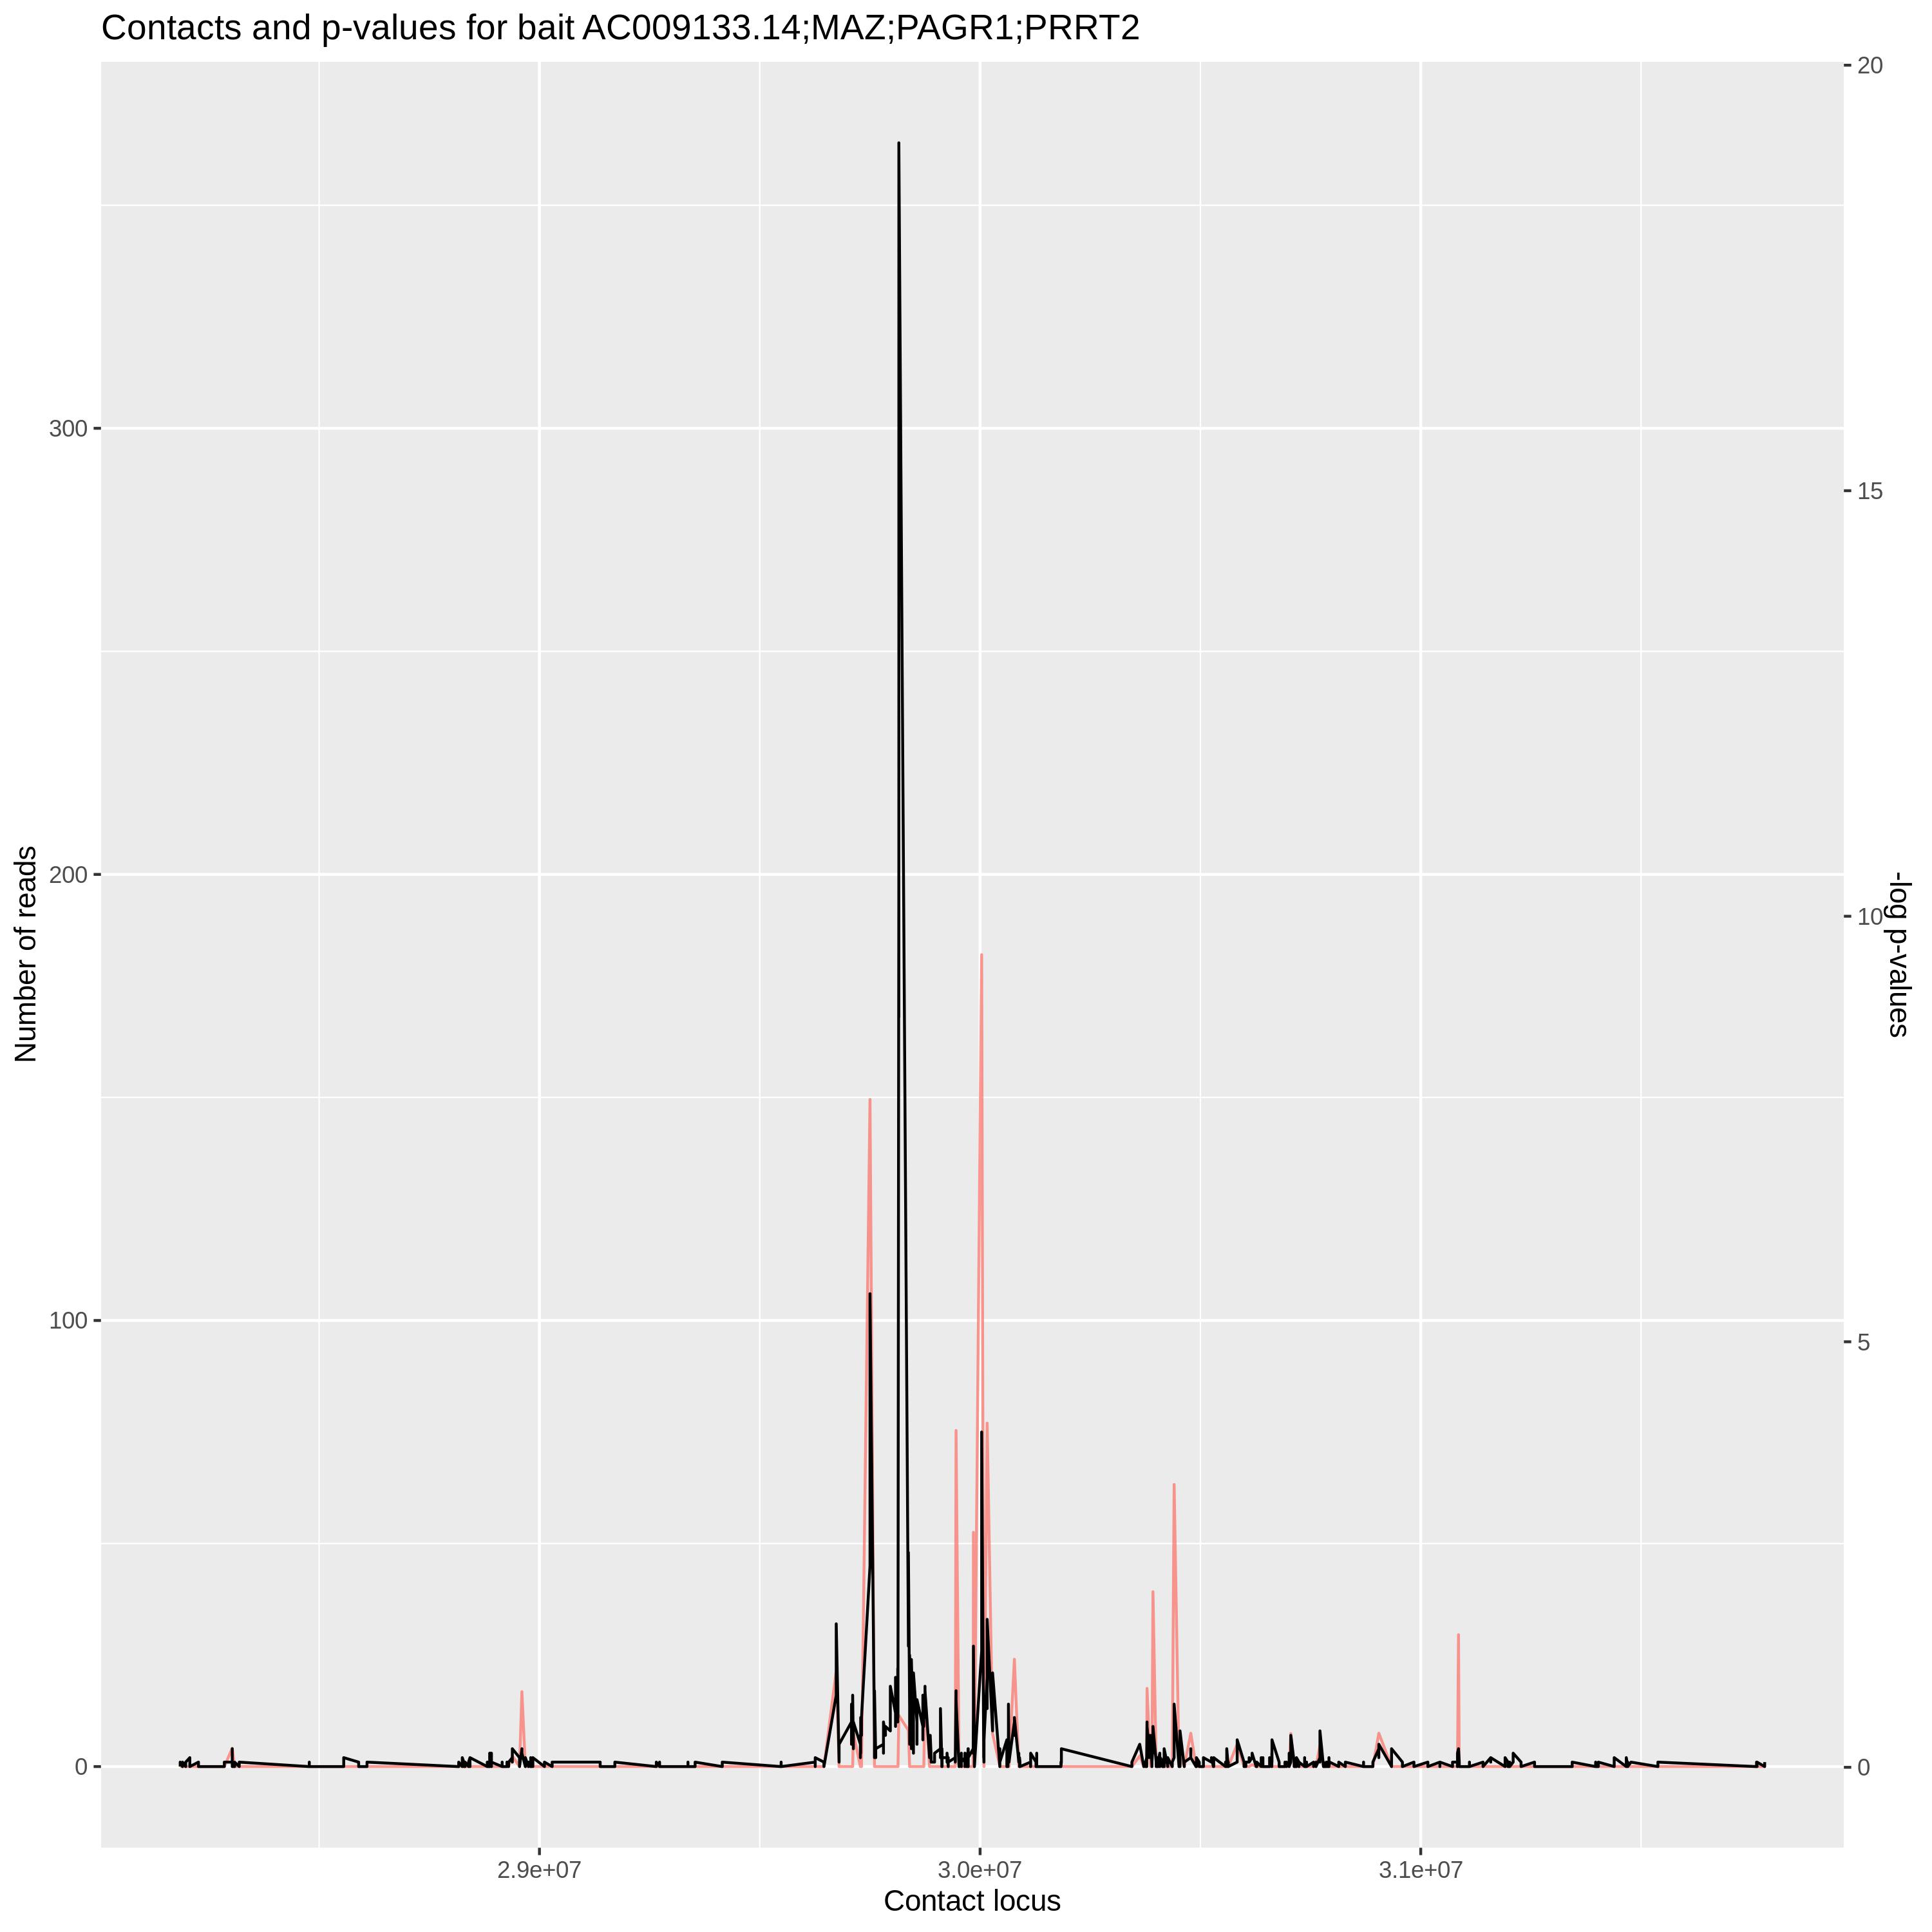 Contacts and p-values for bait AC009133.14;MAZ;PAGR1;PRRT2
20
15
10
5
0
-log p-values
300
200
100
0
Number of reads
2.9e+07
3.0e+07
3.1e+07
Contact locus